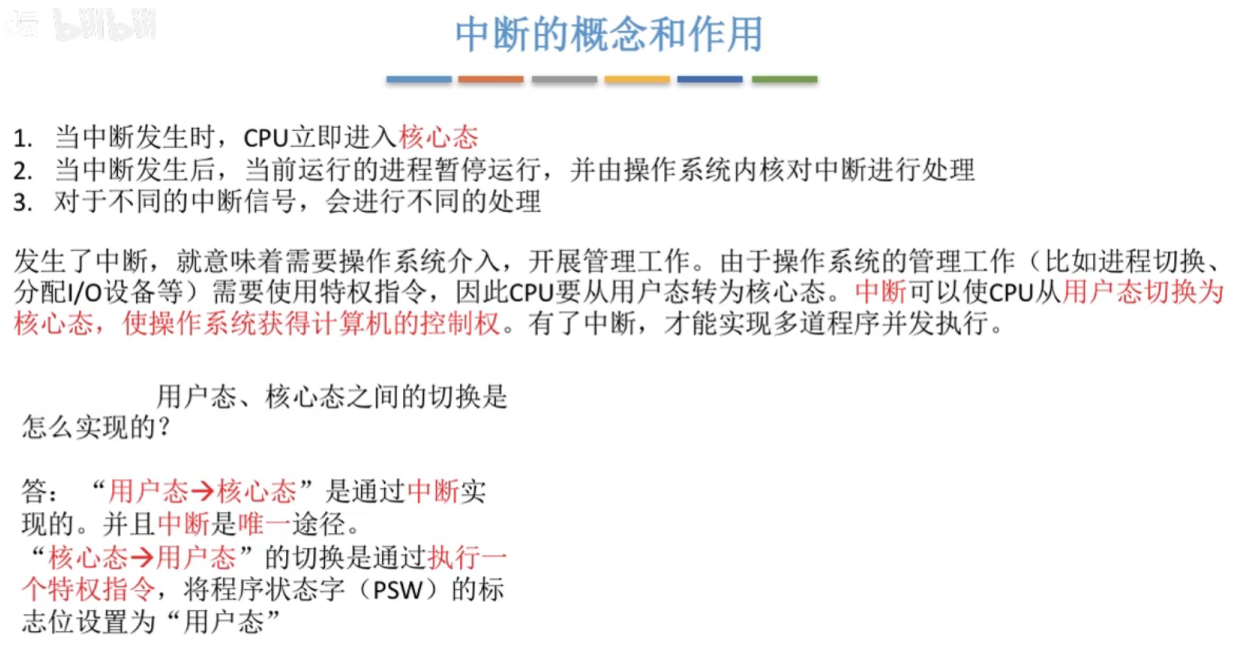 bilibili
中断的概念和作用
1. 当中断发生时，CPU立即进入核心态
2. 当中断发生后，当前运行的进程暂停运行，并由操作系统内核对中断进行处理
3. 对于不同的中断信号，会进行不同的处理
发生了中断，就意味着需要操作系统介入，开展管理工作。由于操作系统的管理工作（比如进程切换、
分配I/O设备等）需要使用特权指令，因此CPU要从用户态转为核心态。中断可以使CPU从用户态切换为
核心态，使操作系统获得计算机的控制权。有了中断，才能实现多道程序并发执行。
用户态、核心态之间的切换是
怎么实现的？
答：“用户态→核心态”是通过中断实
现的。并且中断是唯一途径。
“核心态→用户态”的切换是通过执行一
个特权指令，将程序状态字（PSW）的标
志位设置为“用户态”